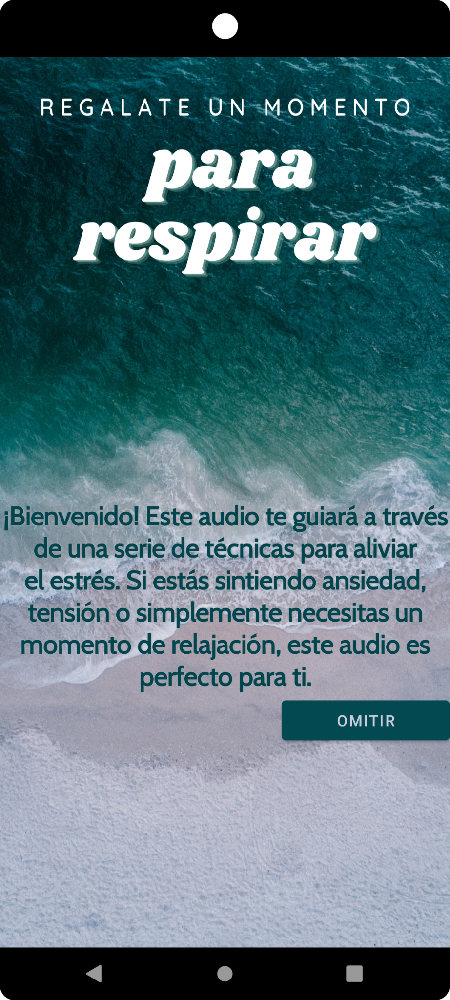 REGALATE UN MOMENTO
para
respirar
¡Bienvenido! Este audio te guiará a través
de una serie de técnicas para aliviar
el estrés. Si estás sintiendo ansiedad,
tensión o simplemente necesitas un
momento de relajación, este audio es
perfecto para ti.
OMITIR